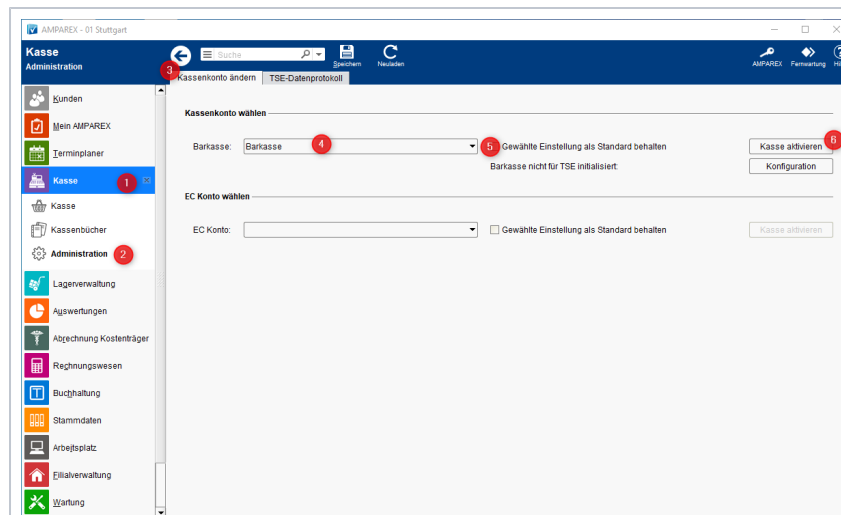 AMPAREX - 01 Stuttgart
Kasse
Administration
Suche
Speichern
Neuladen
AMPAREX
Fernwartung
3
Kassenkonto ändern
TSE-Datenprotokoll
Kunden
Mein AMPAREX
Terminplaner
Kasse
1
Kasse
Kassenbücher
Administration
2
Lagerverwaltung
Auswertungen
Abrechnung Kostenträger
Rechnungswesen
Buchhaltung
Stammdaten
Arbeitsplatz
Filialverwaltung
Wartung
Kassenkonto wählen
Barkasse: Barkasse 4 5 Gewählte Einstellung als Standard behalten Kasse aktivieren 6
Barkasse nicht für TSE initialisiert: Konfiguration
EC Konto wählen
EC Konto: Gewählte Einstellung als Standard behalten Kasse aktivieren